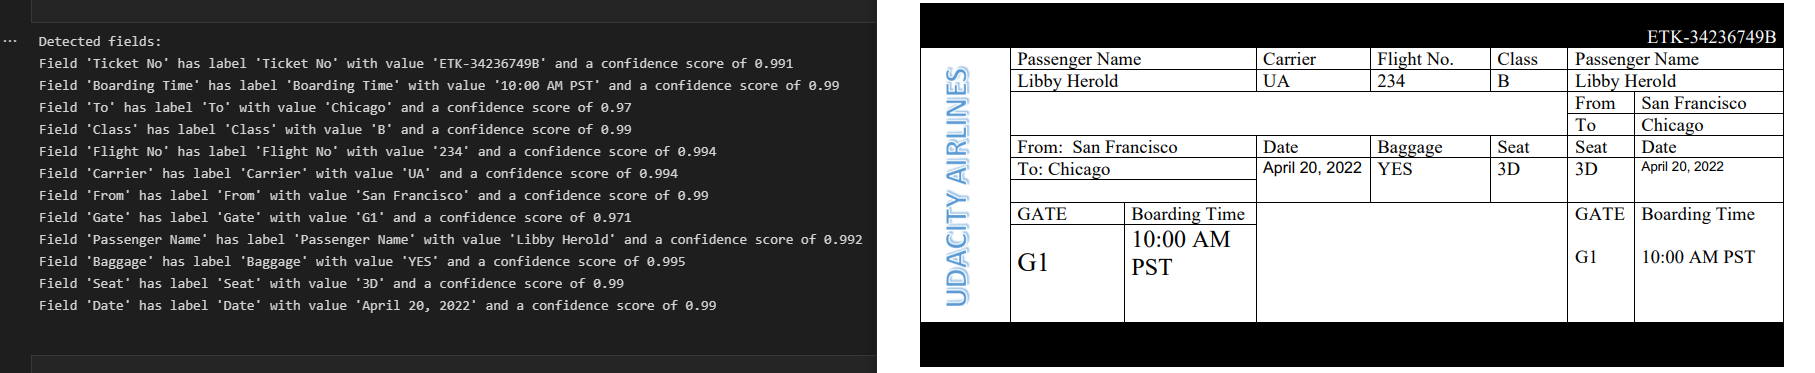 ... Detected fields:
Field 'Ticket No' has label 'Ticket No' with value 'ETK-34236749B' and a confidence score of 0.991
Field 'Boarding Time' has label 'Boarding Time' with value '10:00 AM PST' and a confidence score of 0.99
Field 'To' has label 'To' with value 'Chicago' and a confidence score of 0.97
Field 'Class' has label 'Class' with value 'B' and a confidence score of 0.99
Field 'Flight No' has label 'Flight No' with value '234' and a confidence score of 0.994
Field 'Carrier' has label 'Carrier' with value 'UA' and a confidence score of 0.994
Field 'From' has label 'From' with value 'San Francisco' and a confidence score of 0.99
Field 'Gate' has label 'Gate' with value 'G1' and a confidence score of 0.971
Field 'Passenger Name' has label 'Passenger Name' with value 'Libby Herold' and a confidence score of 0.992
Field 'Baggage' has label 'Baggage' with value 'YES' and a confidence score of 0.995
Field 'Seat' has label 'Seat' with value '3D' and a confidence score of 0.99
Field 'Date' has label 'Date' with value 'April 20, 2022' and a confidence score of 0.99
ETK-34236749B
UDACITY AIRLINES
Passenger Name Carrier Flight No. Class Passenger Name
Libby Herold UA 234 B Libby Herold
From San Francisco
To Chicago
From: San Francisco Date Baggage Seat Seat Date
To: Chicago April 20, 2022 YES 3D 3D April 20, 2022
GATE Boarding Time GATE Boarding Time
G1 10:00 AM PST G1 10:00 AM PST